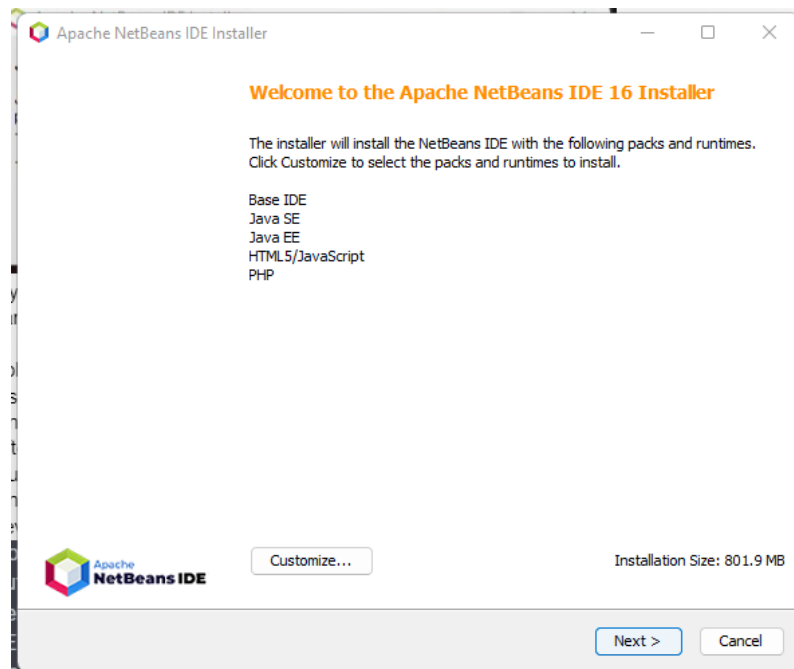 Apache NetBeans IDE Installer
Welcome to the Apache NetBeans IDE 16 Installer
The installer will install the NetBeans IDE with the following packs and runtimes.
Click Customize to select the packs and runtimes to install.
Base IDE
Java SE
Java EE
HTML5/JavaScript
PHP
Apache
NetBeans IDE
Customize...
Installation Size: 801.9 MB
Next >
Cancel